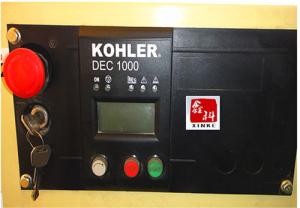 KOHLER
DEC 1000
鑫科
XINKE